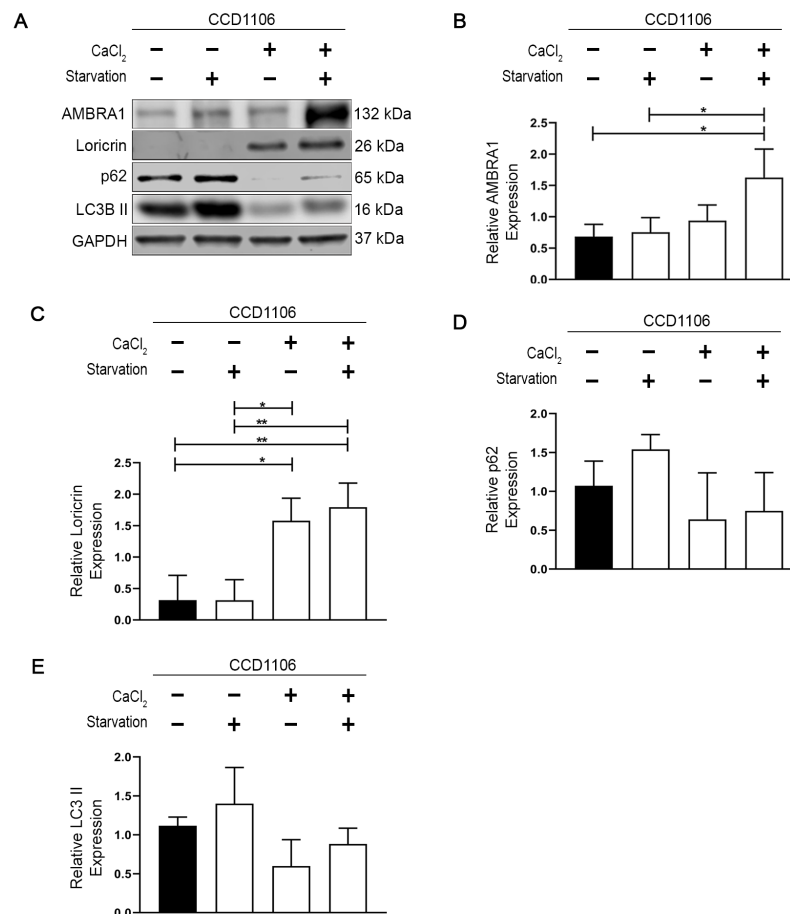 A
CCD1106
CaCl2 – – + +
Starvation – + – +
AMBRA1 132 kDa
Loricrin 26 kDa
p62 65 kDa
LC3B II 16 kDa
GAPDH 37 kDa
B
CCD1106
CaCl2 – – + +
Starvation – + – +
*
*
2.5
2.0
1.5
1.0
0.5
0.0
Relative AMBRA1
Expression
C
CCD1106
CaCl2 – – + +
Starvation – + – +
*
**
**
*
2.5
2.0
1.5
1.0
0.5
0.0
Relative Loricrin
Expression
D
CCD1106
CaCl2 – – + +
Starvation – + – +
2.0
1.5
1.0
0.5
0.0
Relative p62
Expression
E
CCD1106
CaCl2 – – + +
Starvation – + – +
2.0
1.5
1.0
0.5
0.0
Relative LC3 II
Expression